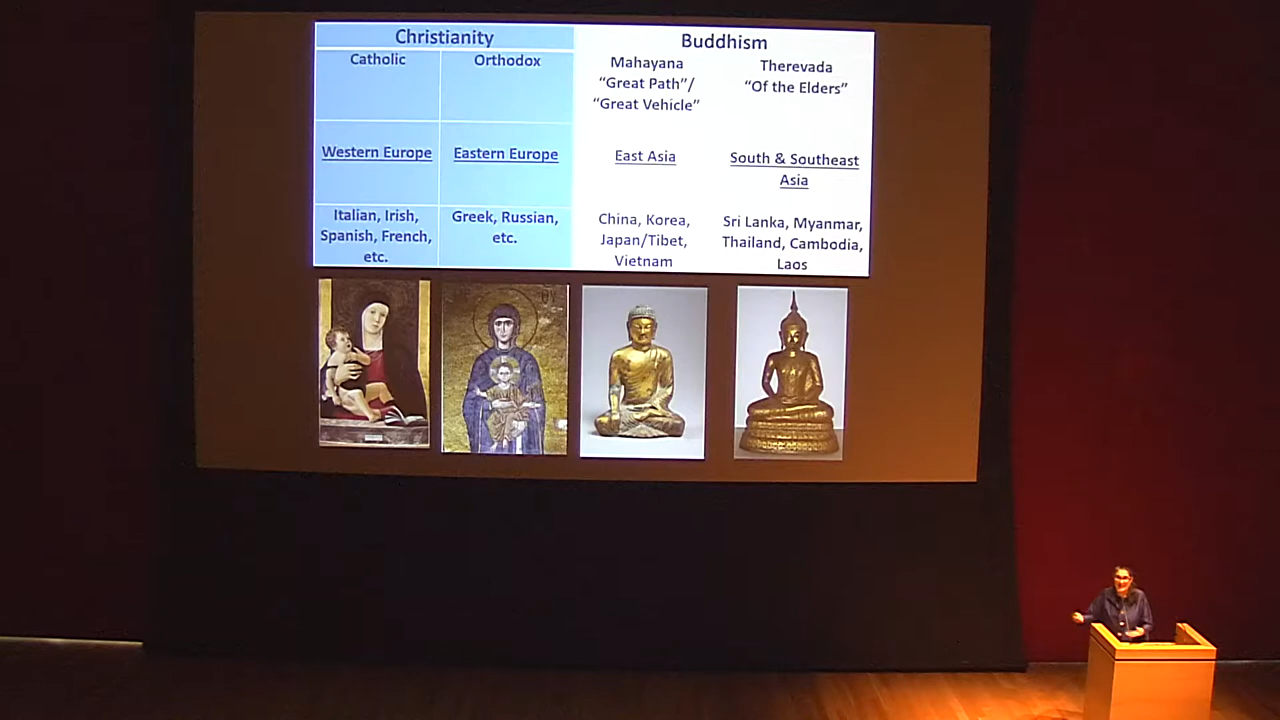 Christianity
Buddhism
Catholic
Orthodox
Mahayana
“Great Path”/
“Great Vehicle”
Therevada
“Of the Elders”
Western Europe
Eastern Europe
East Asia
South & Southeast
Asia
Italian, Irish,
Spanish, French,
etc.
Greek, Russian,
etc.
China, Korea,
Japan/Tibet,
Vietnam
Sri Lanka, Myanmar,
Thailand, Cambodia,
Laos